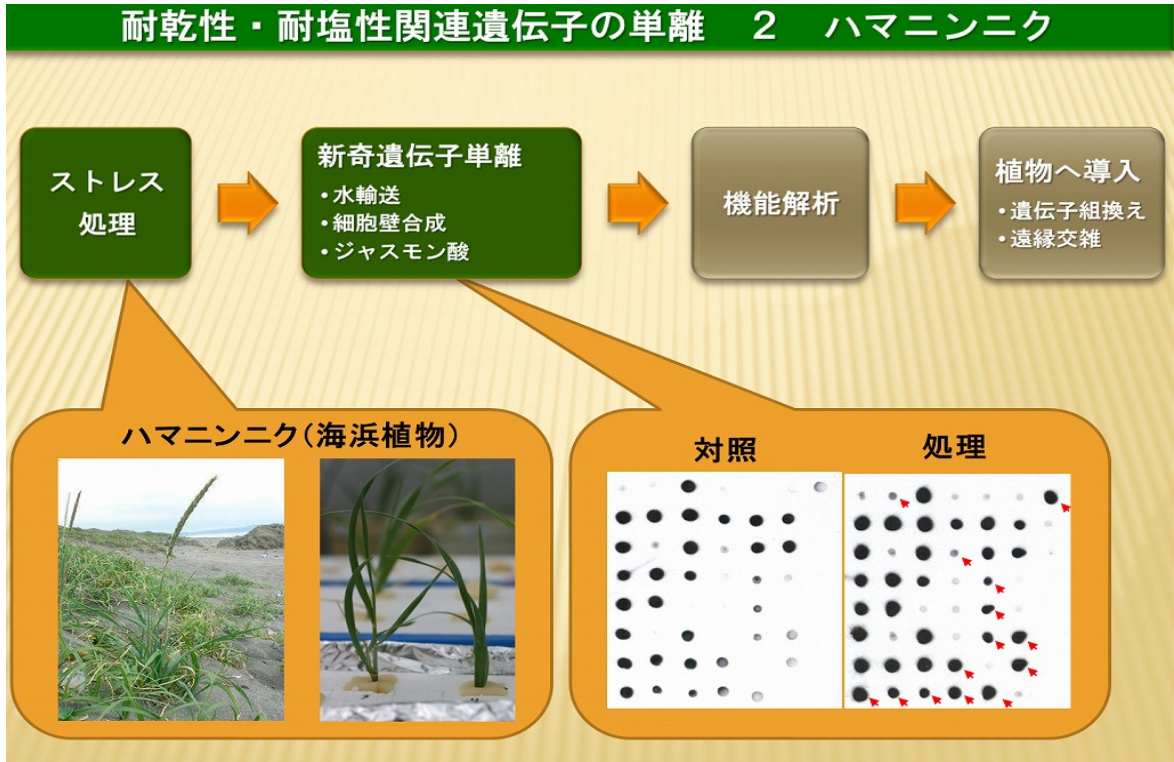 耐乾性・耐塩性関連遺伝子の単離　２　ハマニンニク
ストレス
処理
新奇遺伝子単離
・水輸送
・細胞壁合成
・ジャスモン酸
機能解析
植物へ導入
・遺伝子組換え
・遠縁交雑
ハマニンニク（海浜植物）
対照
処理